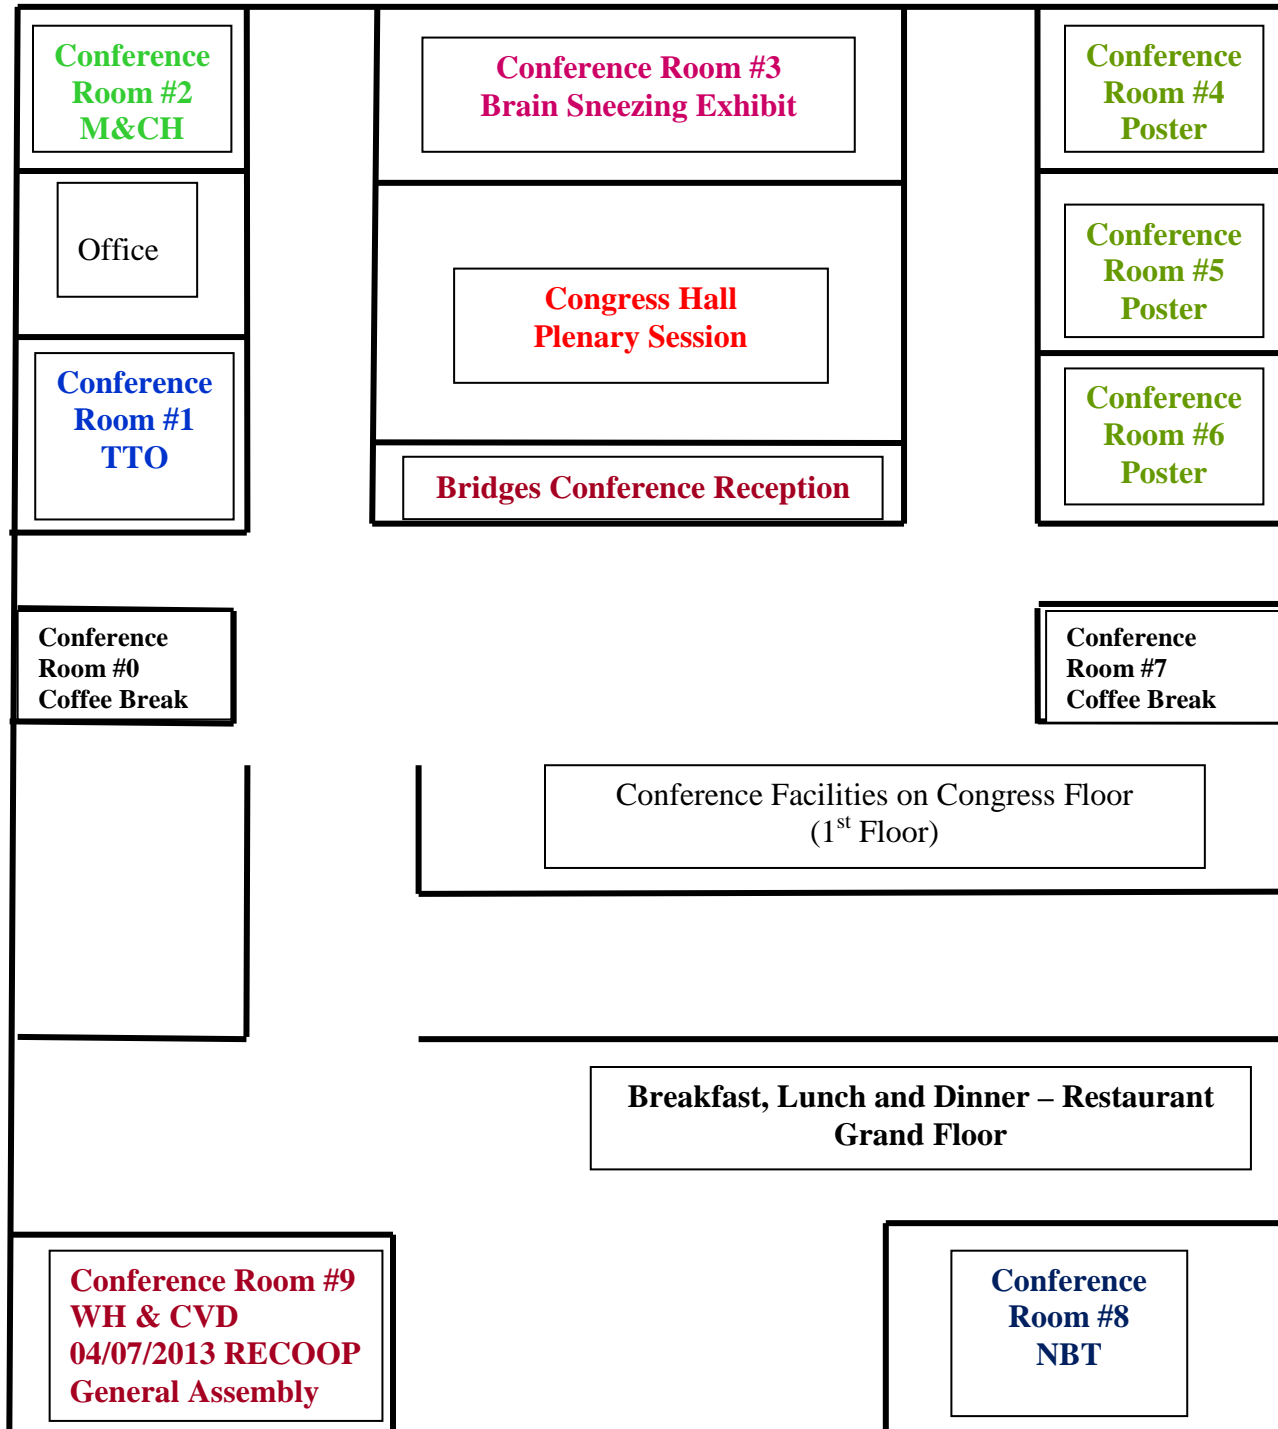 Conference
Room #2
M&CH
Conference Room #3
Brain Sneezing Exhibit
Conference
Room #4
Poster
Office
Conference
Room #5
Poster
Congress Hall
Plenary Session
Conference
Room #1
TTO
Conference
Room #6
Poster
Bridges Conference Reception
Conference
Room #0
Coffee Break
Conference
Room #7
Coffee Break
Conference Facilities on Congress Floor
(1st Floor)
Breakfast, Lunch and Dinner – Restaurant
Grand Floor
Conference Room #9
WH & CVD
04/07/2013 RECOOP
General Assembly
Conference
Room #8
NBT